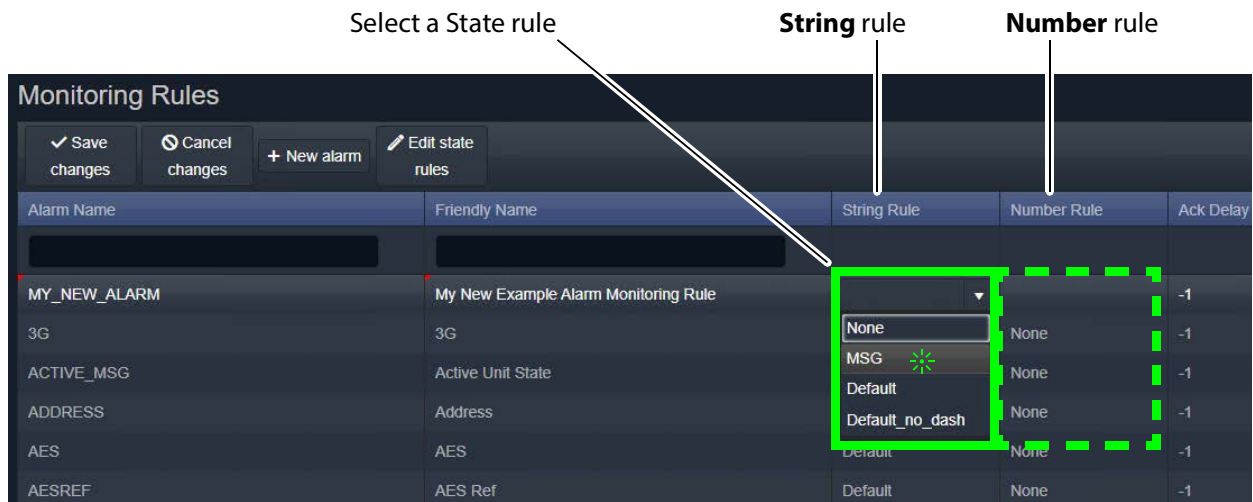 Select a State rule String rule Number rule
Monitoring Rules
Save changes Cancel changes + New alarm Edit state rules
Alarm Name Friendly Name String Rule Number Rule Ack Delay
MY_NEW_ALARM My New Example Alarm Monitoring Rule -1
3G 3G None None -1
ACTIVE_MSG Active Unit State MSG None -1
Default
ADDRESS Address Default_no_dash None -1
AES AES Default None -1
AESREF AES Ref Default None -1